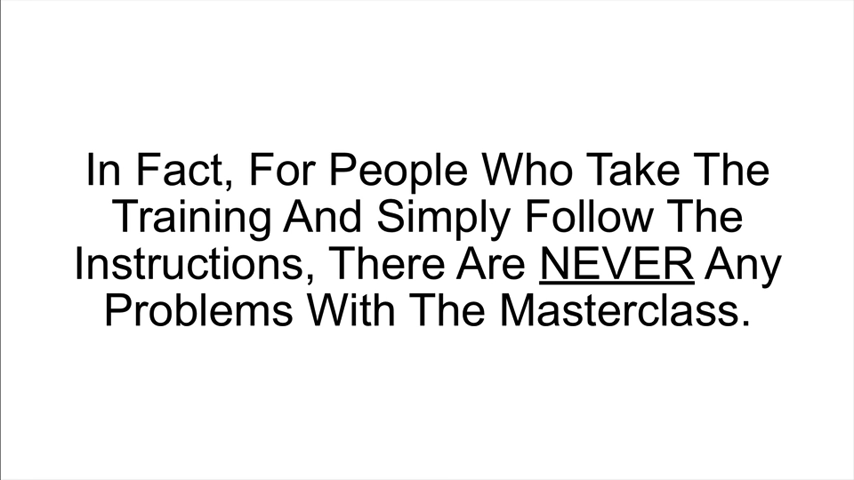 In Fact, For People Who Take The
Training And Simply Follow The
Instructions, There Are NEVER Any
Problems With The Masterclass.